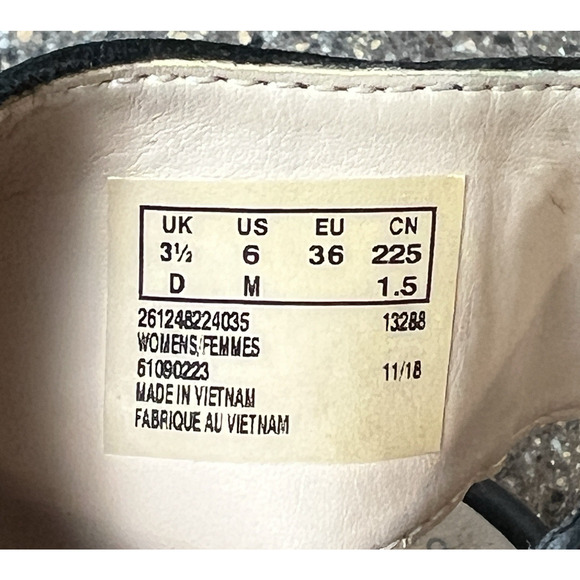 UK US EU CN
3½ 6 36 225
D M 1.5
261248224035 13288
WOMENS/FEMMES
61090223 11/18
MADE IN VIETNAM
FABRIQUE AU VIETNAM